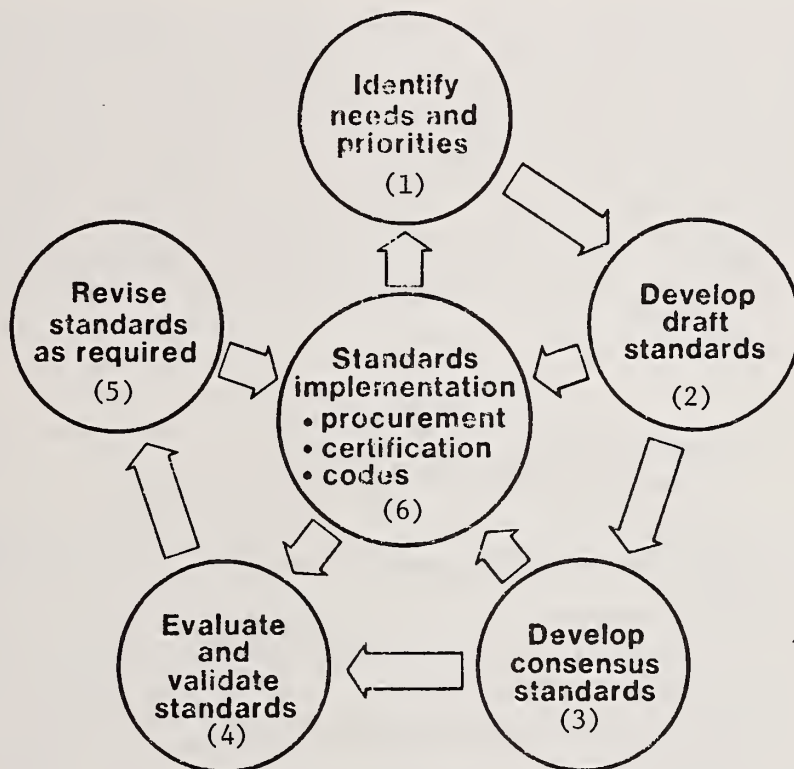 Identify
needs and
priorities
(1)
Develop
draft
standards
(2)
Develop
consensus
standards
(3)
Evaluate
and
validate
standards
(4)
Revise
standards
as required
(5)
Standards
implementation
• procurement
• certification
• codes
(6)